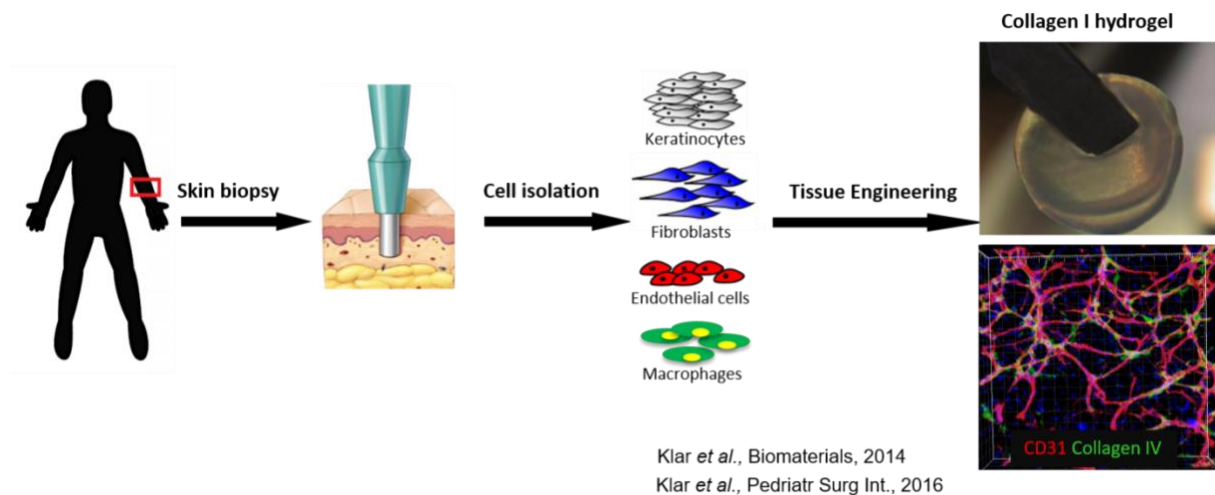 Collagen I hydrogel
Skin biopsy
Cell isolation
Tissue Engineering
Keratinocytes
Fibroblasts
Endothelial cells
Macrophages
CD31 Collagen IV
Klar et al., Biomaterials, 2014
Klar et al., Pedriatr Surg Int., 2016